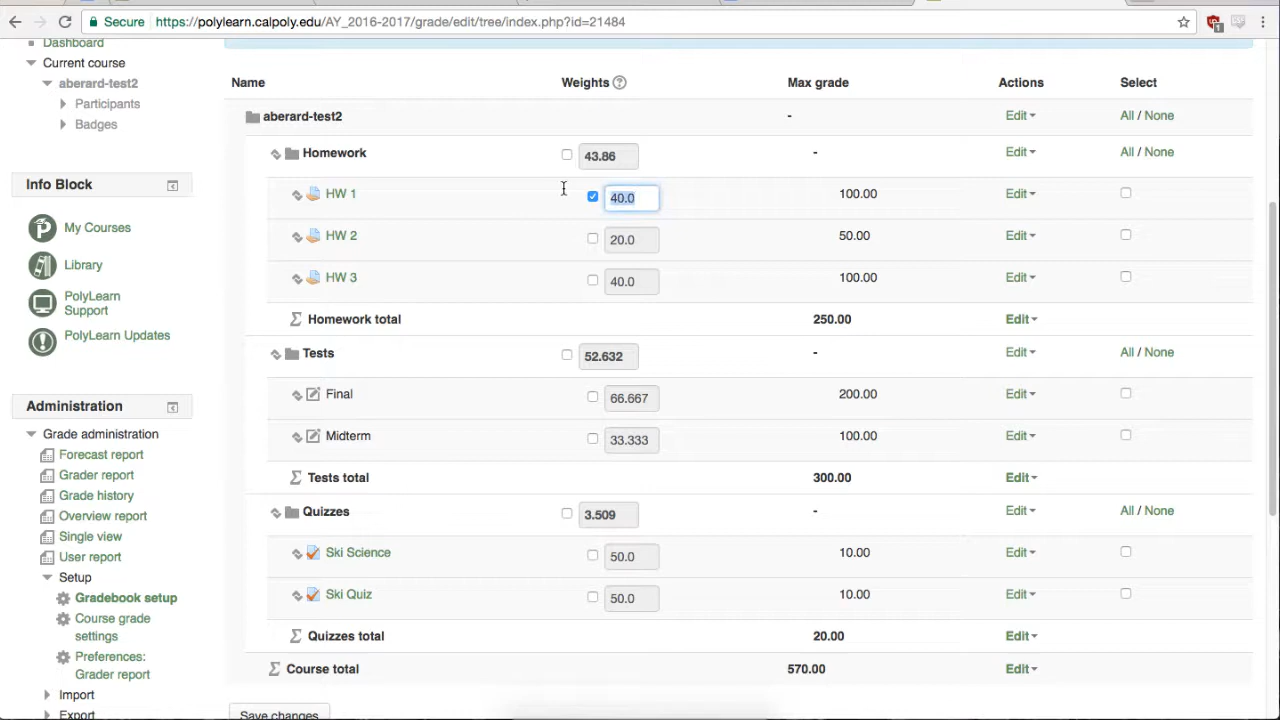 Secure https://polylearn.calpoly.edu/AY_2016-2017/grade/edit/tree/index.php?id=21484
Dashboard
Current course
aberard-test2
Participants
Badges
Info Block
My Courses
Library
PolyLearn
Support
PolyLearn Updates
Administration
Grade administration
Forecast report
Grader report
Grade history
Overview report
Single view
User report
Setup
Gradebook setup
Course grade
settings
Preferences:
Grader report
Import
Export
Name Weights ? Max grade Actions Select
aberard-test2 - Edit All / None
Homework 43.86 - Edit All / None
HW 1 40.0 100.00 Edit
HW 2 20.0 50.00 Edit
HW 3 40.0 100.00 Edit
Homework total 250.00 Edit
Tests 52.632 - Edit All / None
Final 66.667 200.00 Edit
Midterm 33.333 100.00 Edit
Tests total 300.00 Edit
Quizzes 3.509 - Edit All / None
Ski Science 50.0 10.00 Edit
Ski Quiz 50.0 10.00 Edit
Quizzes total 20.00 Edit
Course total 570.00 Edit
Save changes